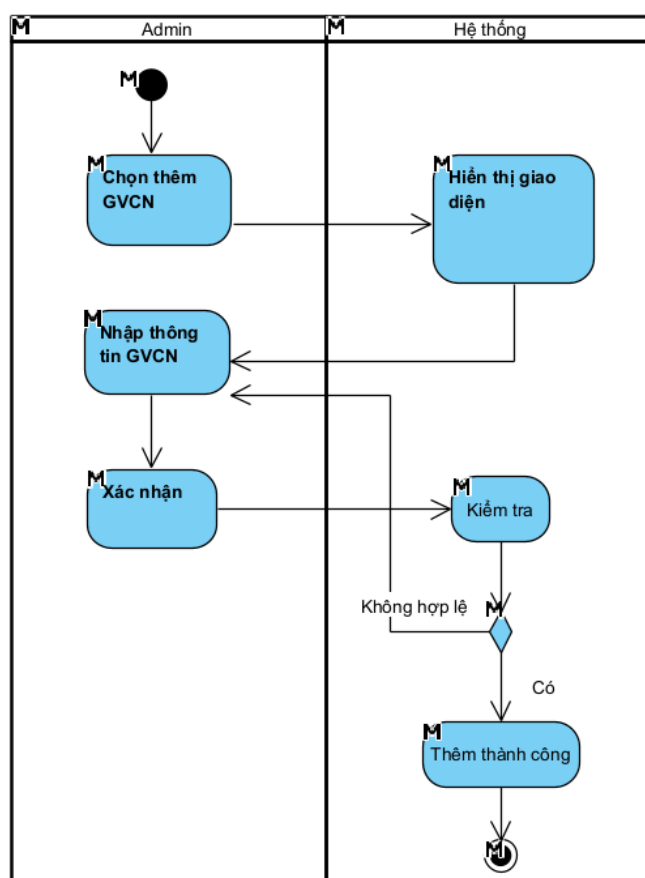 Admin
Hệ thống
Chọn thêm
GVCN
Hiển thị giao
diện
Nhập thông
tin GVCN
Xác nhận
Kiểm tra
Không hợp lệ
Có
Thêm thành công